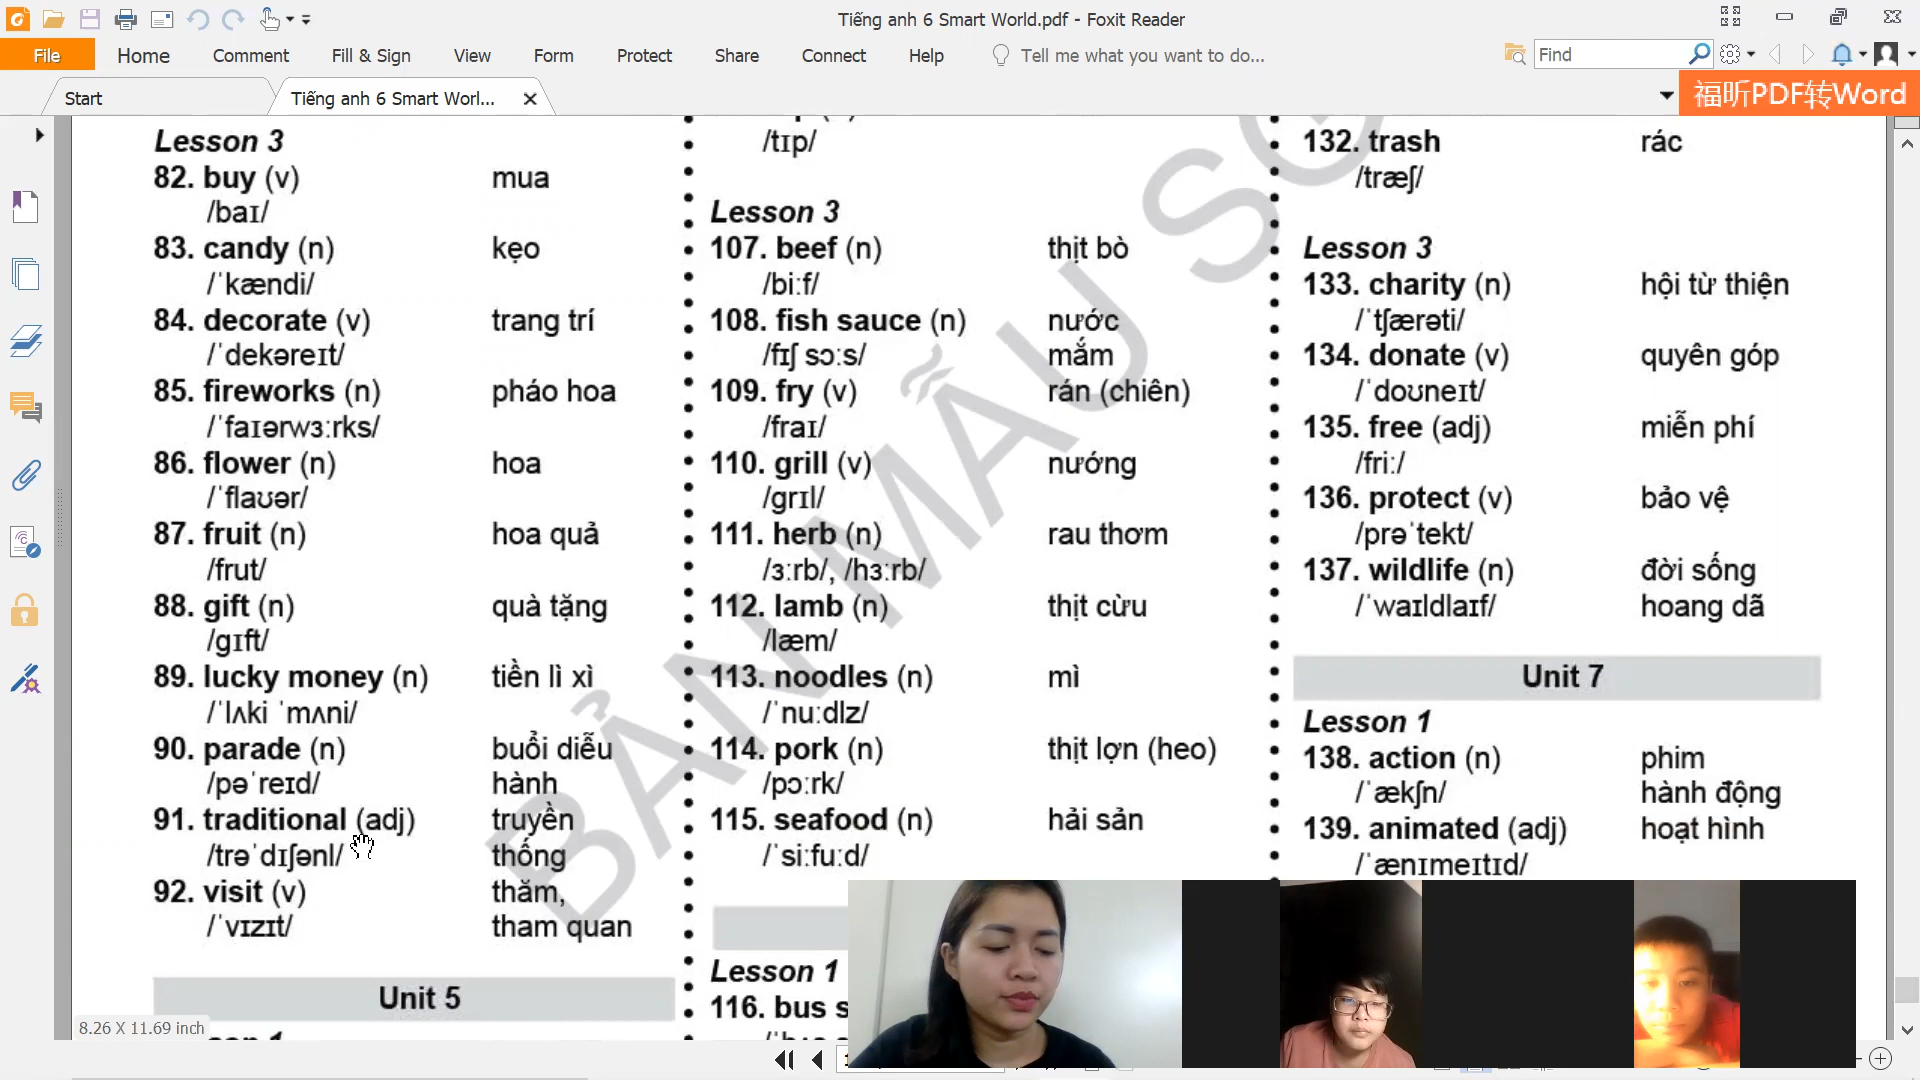 Tiếng anh 6 Smart World.pdf - Foxit Reader
File Home Comment Fill & Sign View Form Protect Share Connect Help Tell me what you want to do... Find
Start Tiếng anh 6 Smart Worl... 福昕PDF转Word
Lesson 3
82. buy (v) mua
/baɪ/
83. candy (n) kẹo
/ˈkændi/
84. decorate (v) trang trí
/ˈdekəreɪt/
85. fireworks (n) pháo hoa
/ˈfaɪərwɜːrks/
86. flower (n) hoa
/ˈflaʊər/
87. fruit (n) hoa quả
/frut/
88. gift (n) quà tặng
/gɪft/
89. lucky money (n) tiền lì xì
/ˈlʌki ˈmʌni/
90. parade (n) buổi diễu
/pəˈreɪd/ hành
91. traditional (adj) truyền
/trəˈdɪʃənl/ thống
92. visit (v) thăm,
/ˈvɪzɪt/ tham quan
Unit 5
8.26 X 11.69 inch
/tɪp/
Lesson 3
107. beef (n) thịt bò
/biːf/
108. fish sauce (n) nước
/fɪʃ sɔːs/ mắm
109. fry (v) rán (chiên)
/fraɪ/
110. grill (v) nướng
/grɪl/
111. herb (n) rau thơm
/ɜːrb/, /hɜːrb/
112. lamb (n) thịt cừu
/læm/
113. noodles (n) mì
/ˈnuːdlz/
114. pork (n) thịt lợn (heo)
/pɔːrk/
115. seafood (n) hải sản
/ˈsiːfuːd/
Lesson 1
116. bus s
132. trash rác
/træʃ/
Lesson 3
133. charity (n) hội từ thiện
/ˈtʃærəti/
134. donate (v) quyên góp
/ˈdoʊneɪt/
135. free (adj) miễn phí
/friː/
136. protect (v) bảo vệ
/prəˈtekt/
137. wildlife (n) đời sống
/ˈwaɪldlaɪf/ hoang dã
Unit 7
Lesson 1
138. action (n) phim
/ˈækʃn/ hành động
139. animated (adj) hoạt hình
/ˈænɪmeɪtɪd/
BẢN MẪU SG